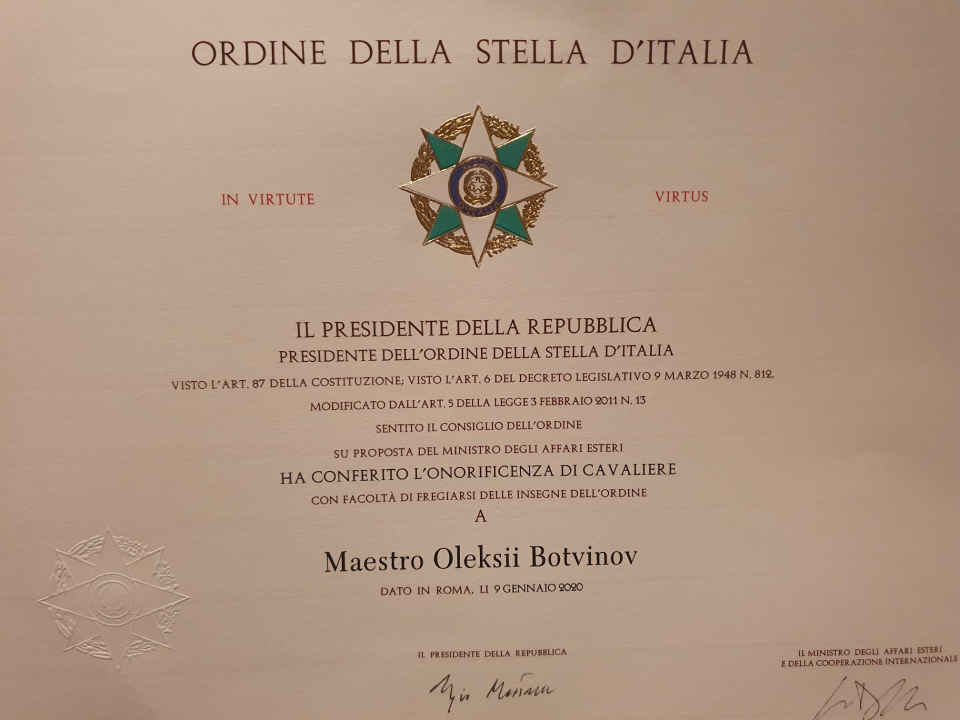 ORDINE DELLA STELLA D'ITALIA
IN VIRTUTE VIRTUS
IL PRESIDENTE DELLA REPUBBLICA
PRESIDENTE DELL'ORDINE DELLA STELLA D'ITALIA
VISTO L'ART. 87 DELLA COSTITUZIONE; VISTO L'ART. 6 DEL DECRETO LEGISLATIVO 9 MARZO 1948 N. 812,
MODIFICATO DALL'ART. 5 DELLA LEGGE 3 FEBBRAIO 2011 N. 13
SENTITO IL CONSIGLIO DELL'ORDINE
SU PROPOSTA DEL MINISTRO DEGLI AFFARI ESTERI
HA CONFERITO L'ONORIFICENZA DI CAVALIERE
CON FACOLTÀ DI FREGIARSI DELLE INSEGNE DELL'ORDINE
A
Maestro Oleksii Botvinov
DATO IN ROMA, LI 9 GENNAIO 2020
IL PRESIDENTE DELLA REPUBBLICA
IL MINISTRO DEGLI AFFARI ESTERI
E DELLA COOPERAZIONE INTERNAZIONALE